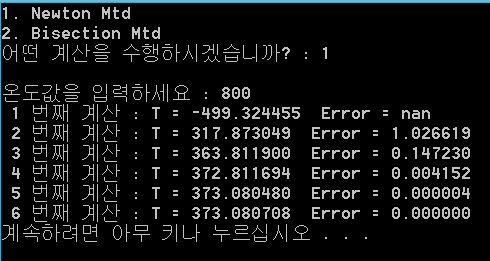 1. Newton Mtd
2. Bisection Mtd
어떤 계산을 수행하시겠습니까? : 1
온도값을 입력하세요 : 800
1 번째 계산 : T = -499.324455 Error = nan
2 번째 계산 : T = 317.873049 Error = 1.026619
3 번째 계산 : T = 363.811900 Error = 0.147230
4 번째 계산 : T = 372.811694 Error = 0.004152
5 번째 계산 : T = 373.080480 Error = 0.000004
6 번째 계산 : T = 373.080708 Error = 0.000000
계속하려면 아무 키나 누르십시오 . . .